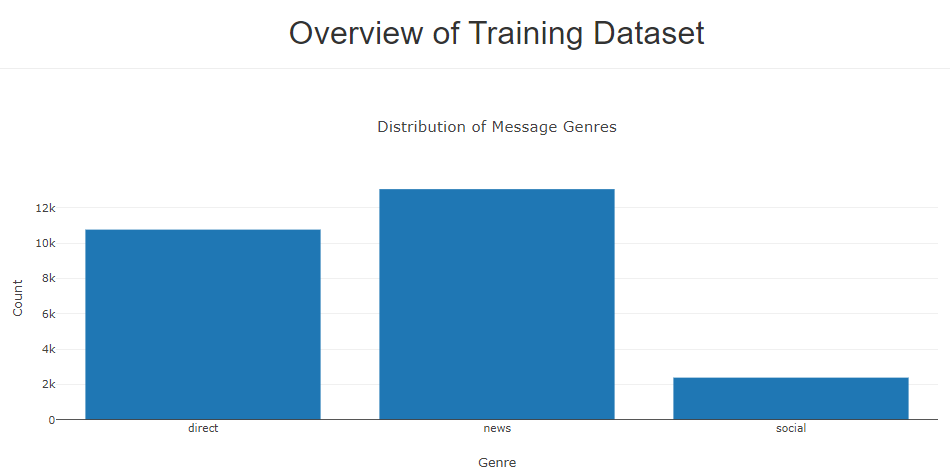 Overview of Training Dataset
Distribution of Message Genres
12k
10k
8k
6k
4k
2k
0
Count
direct
news
social
Genre